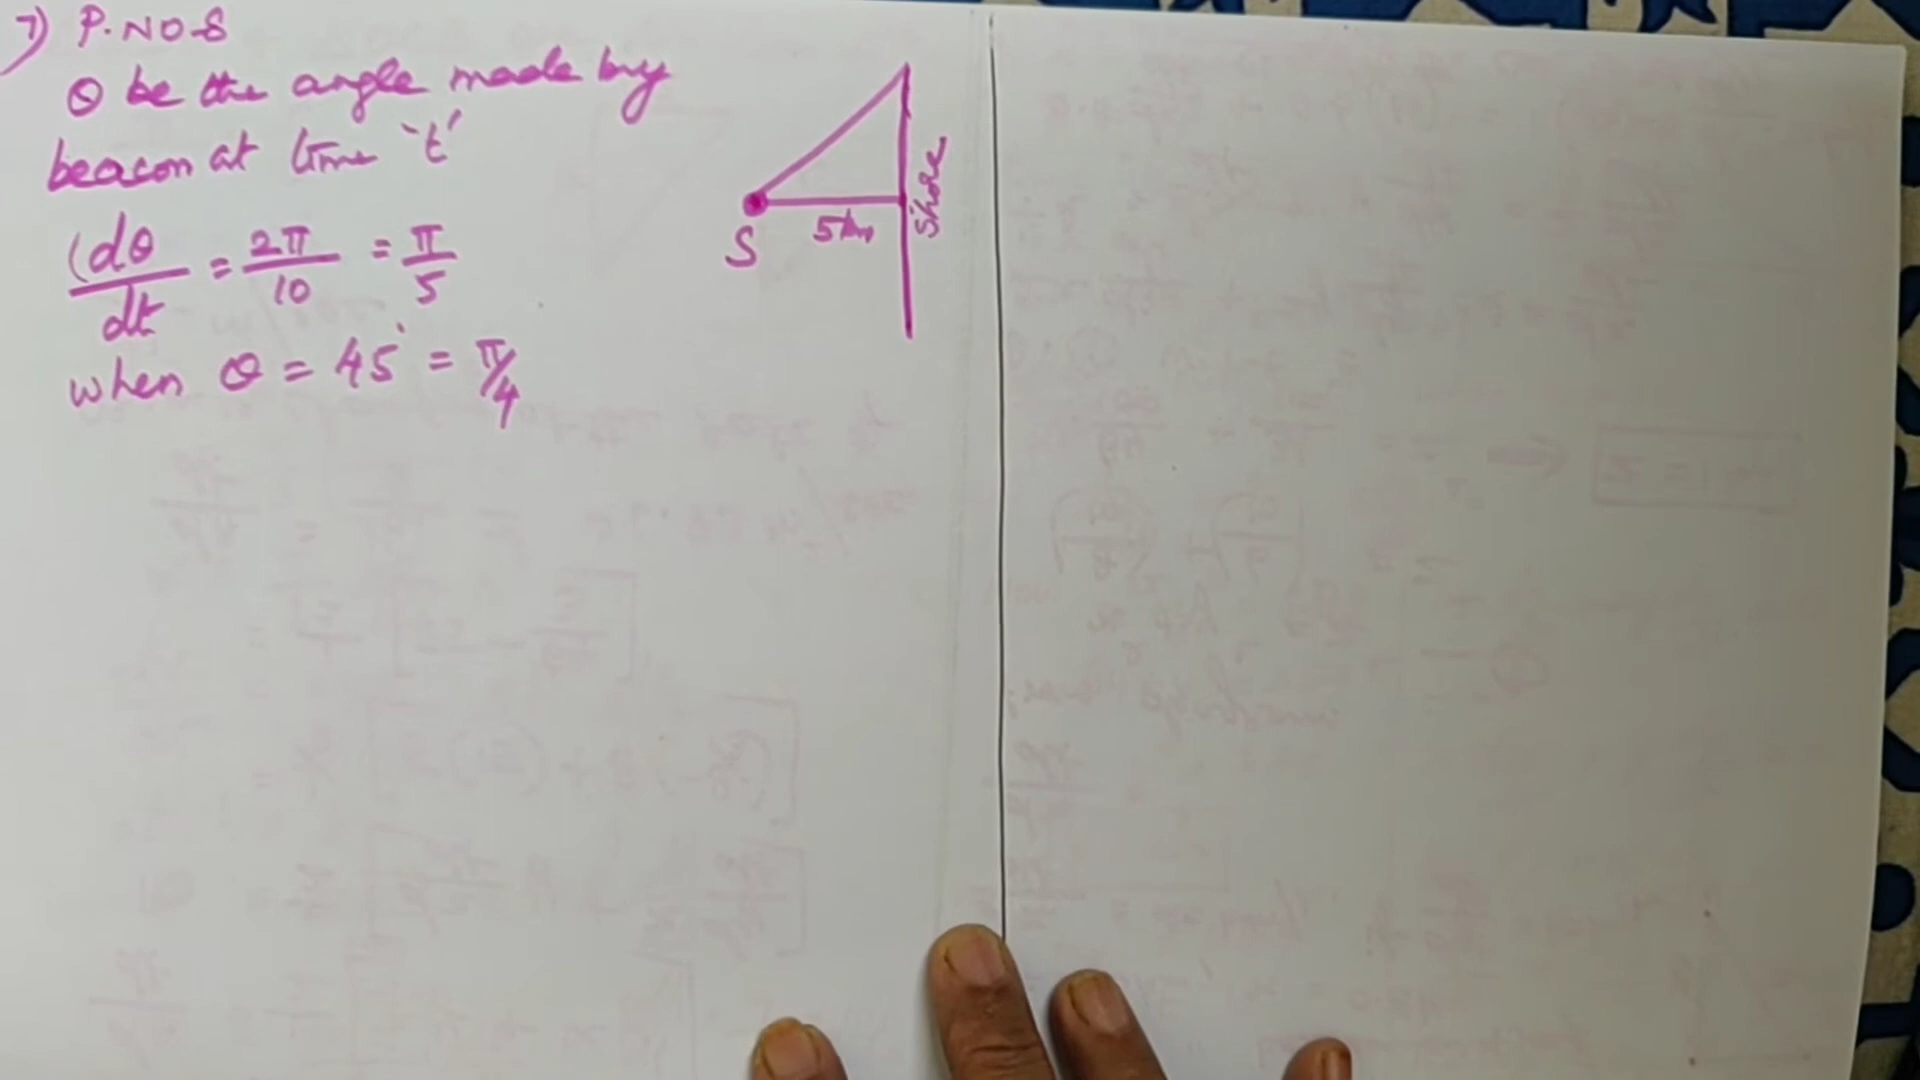 7) P.NO-8
θ be the angle made by
beacon at time 't'
(dθ/dt = 2π/10 = π/5
when θ = 45° = π/4
S
5km
Shore